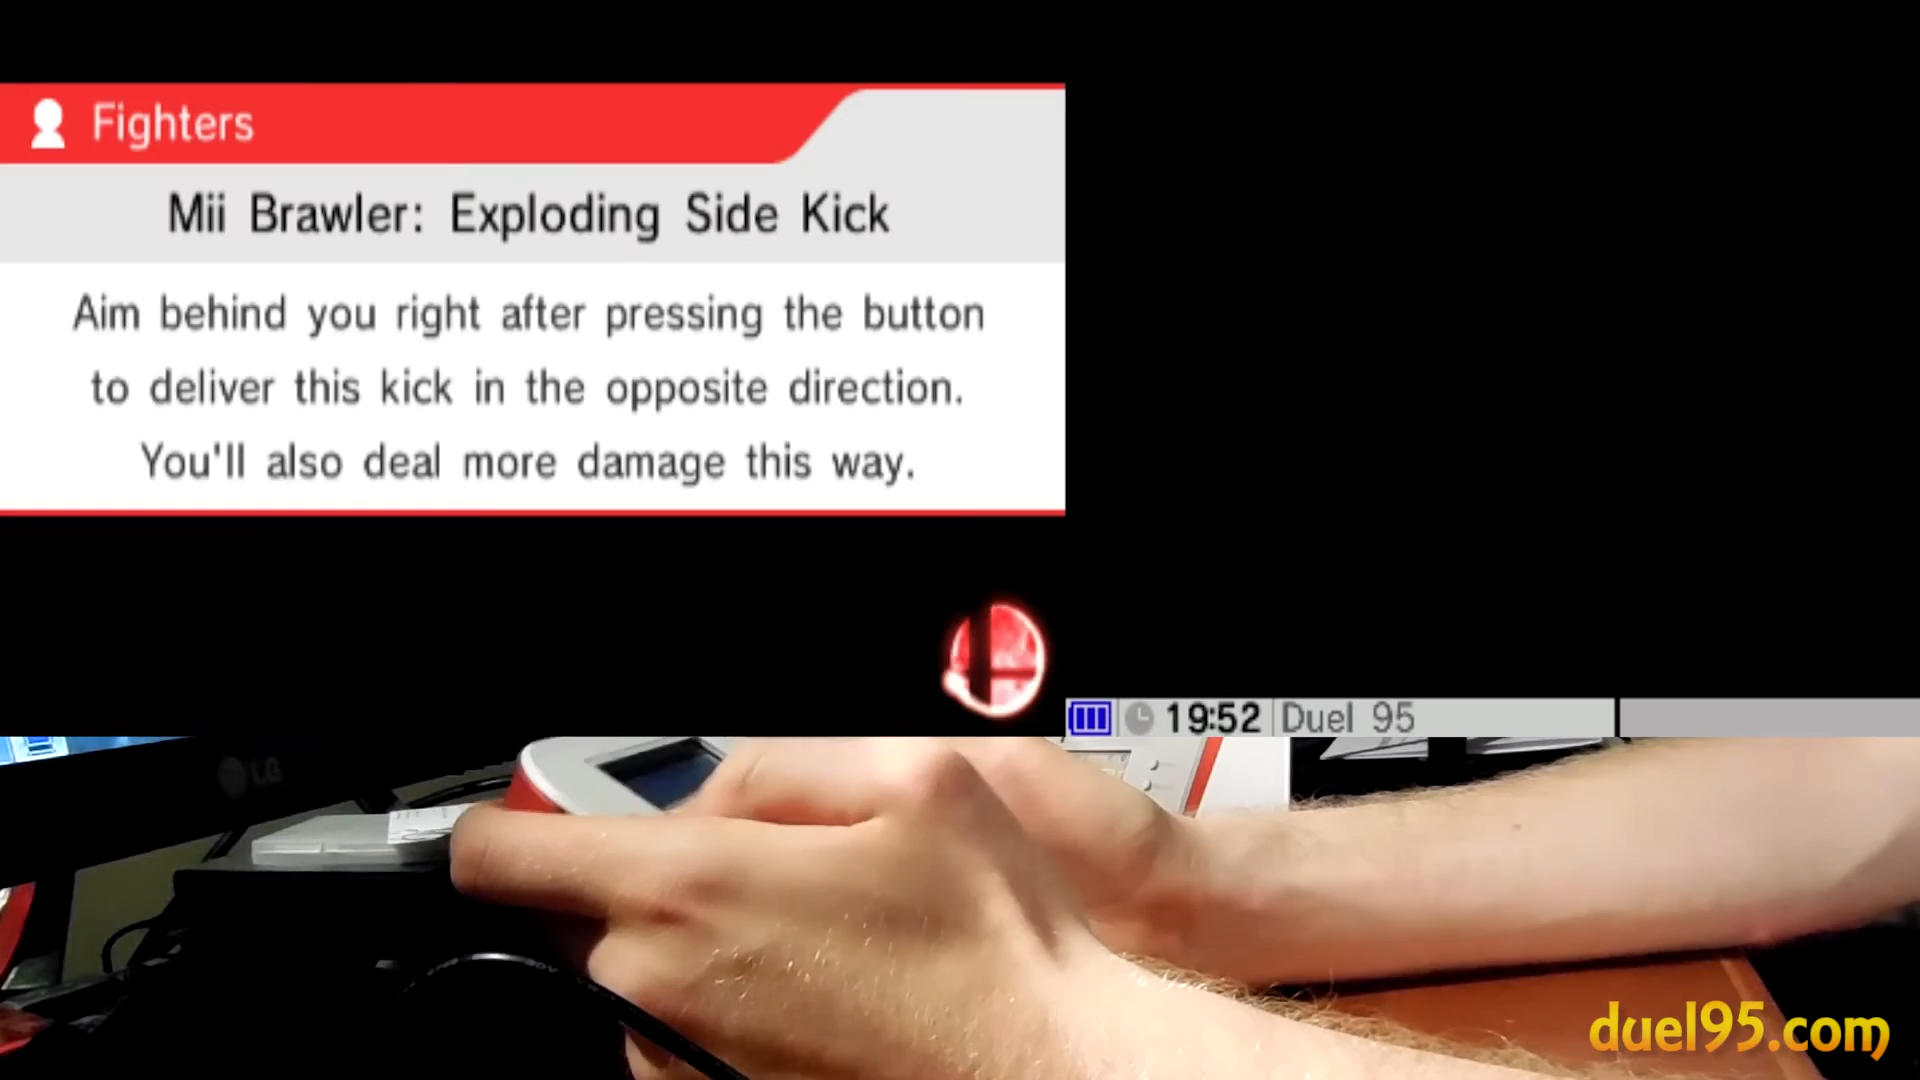 Fighters
Mii Brawler: Exploding Side Kick
Aim behind you right after pressing the button
to deliver this kick in the opposite direction.
You'll also deal more damage this way.
19:52 Duel 95
LG
duel95.com